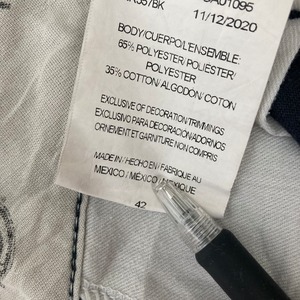 11/12/2020
BODY/CUERPO/L'ENSEMBLE:
65% POLYESTER/POLIESTER/
POLYESTER
35% COTTON/ALGODON/COTON
EXCLUSIVE OF DECORATION TRIMMINGS
EXCLUSIVO PARA DECORACION ADORNOS
ORNEMENT ET GARNITURE NON COMPRIS
MADE IN/HECHO EN/FABRIQUE AU
MEXICO/MÉXICO/MEXIQUE
42